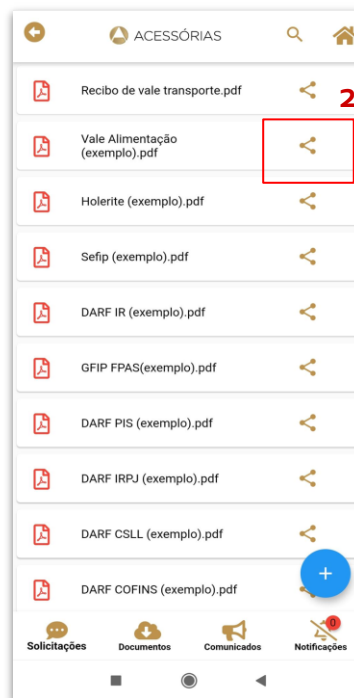 ACESSÓRIAS
Recibo de vale transporte.pdf
2
Vale Alimentação
(exemplo).pdf
Holerite (exemplo).pdf
Sefip (exemplo).pdf
DARF IR (exemplo).pdf
GFIP FPAS(exemplo).pdf
DARF PIS (exemplo).pdf
DARF IRPJ (exemplo).pdf
DARF CSLL (exemplo).pdf
+
DARF COFINS (exemplo).pdf
0
Solicitações Documentos Comunicados Notificações